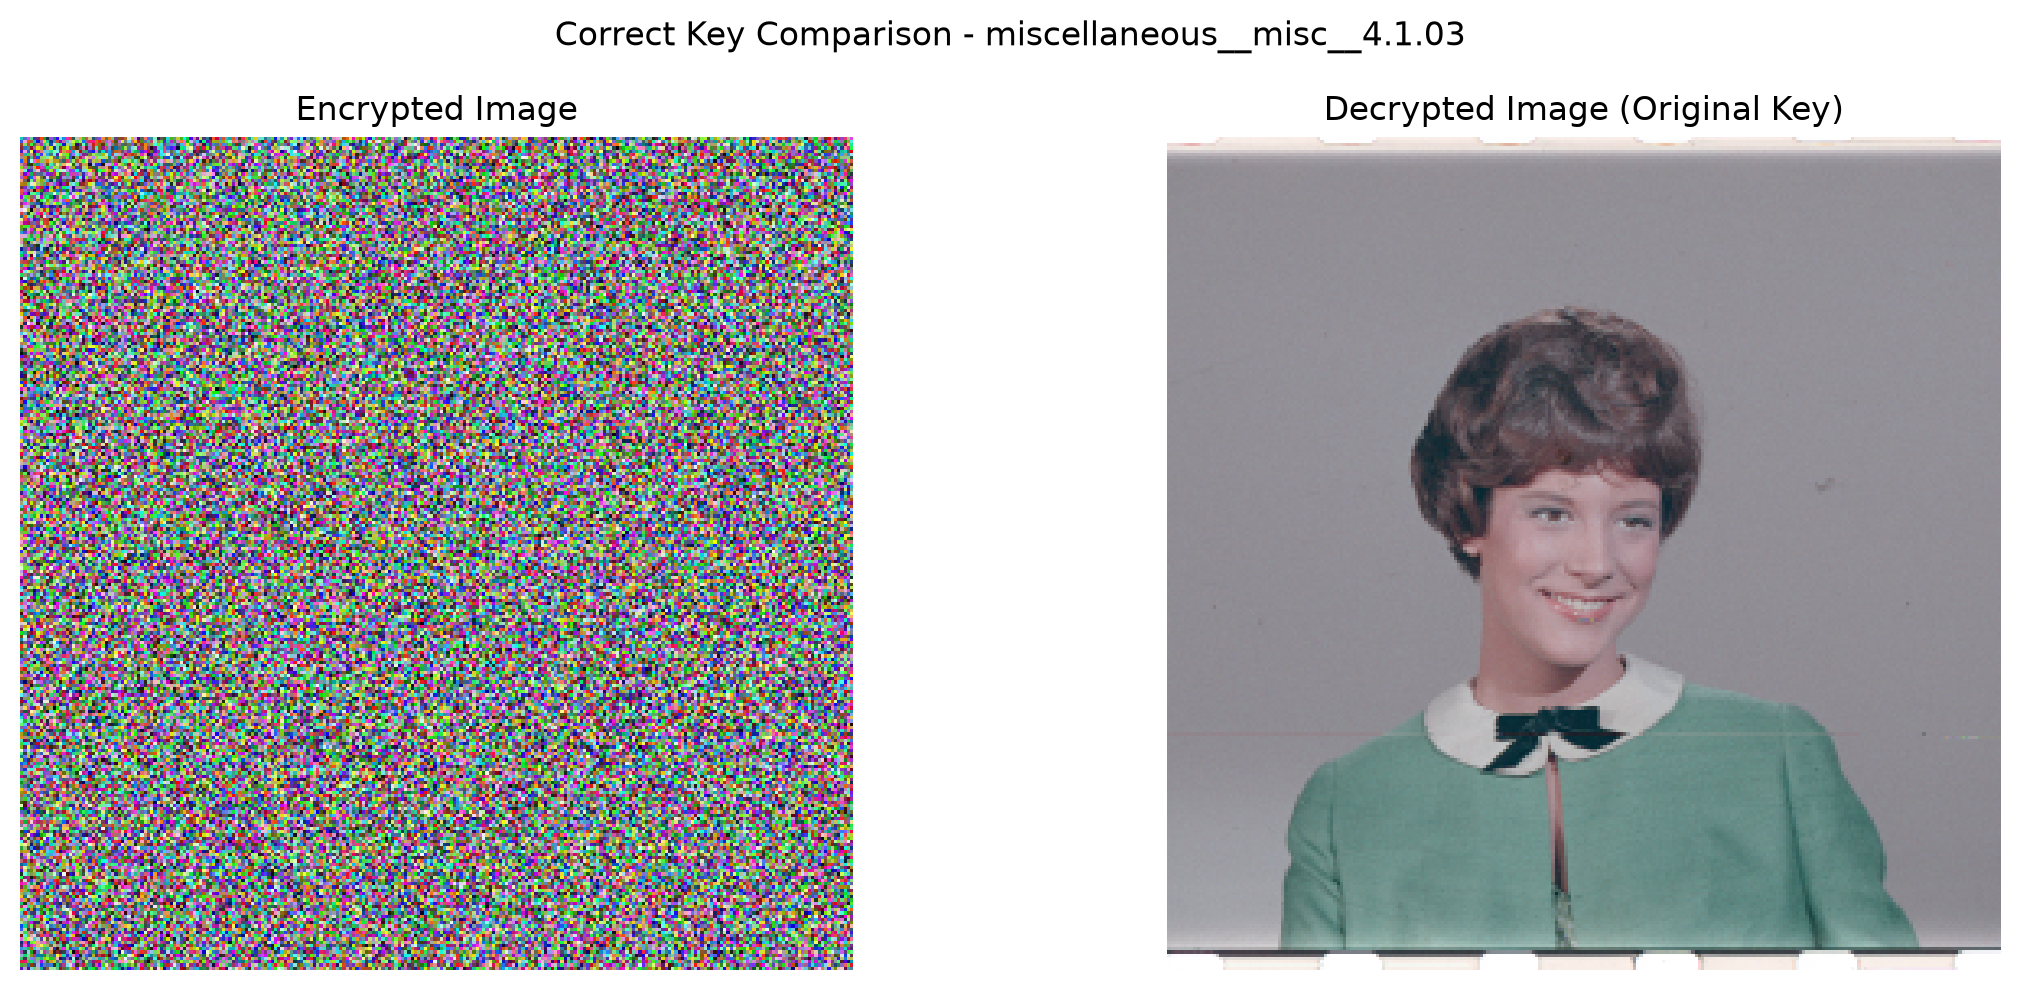 Correct Key Comparison - miscellaneous__misc__4.1.03
Encrypted Image
Decrypted Image (Original Key)